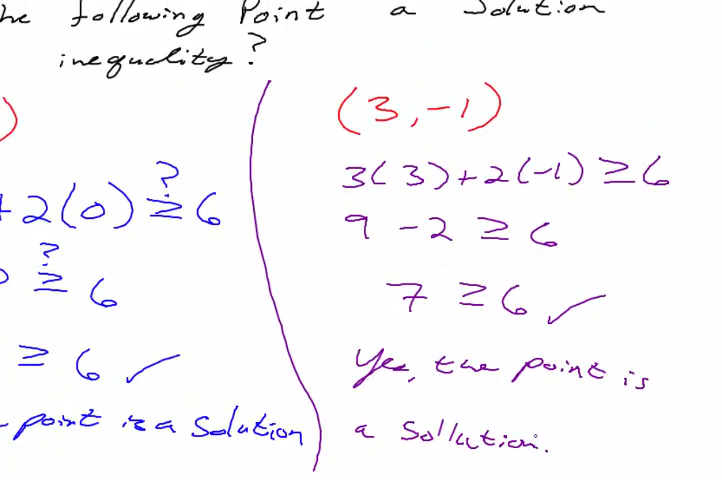 he following Point a Solution
inequality?
)
+ 2(0) ≥? 6
≥? 6
≥ 6 ✓
point is a Solution
(3,-1)
3(3)+2(-1) ≥6
9 -2 ≥ 6
7 ≥6 ✓
Yes, the point is
a Sollution.